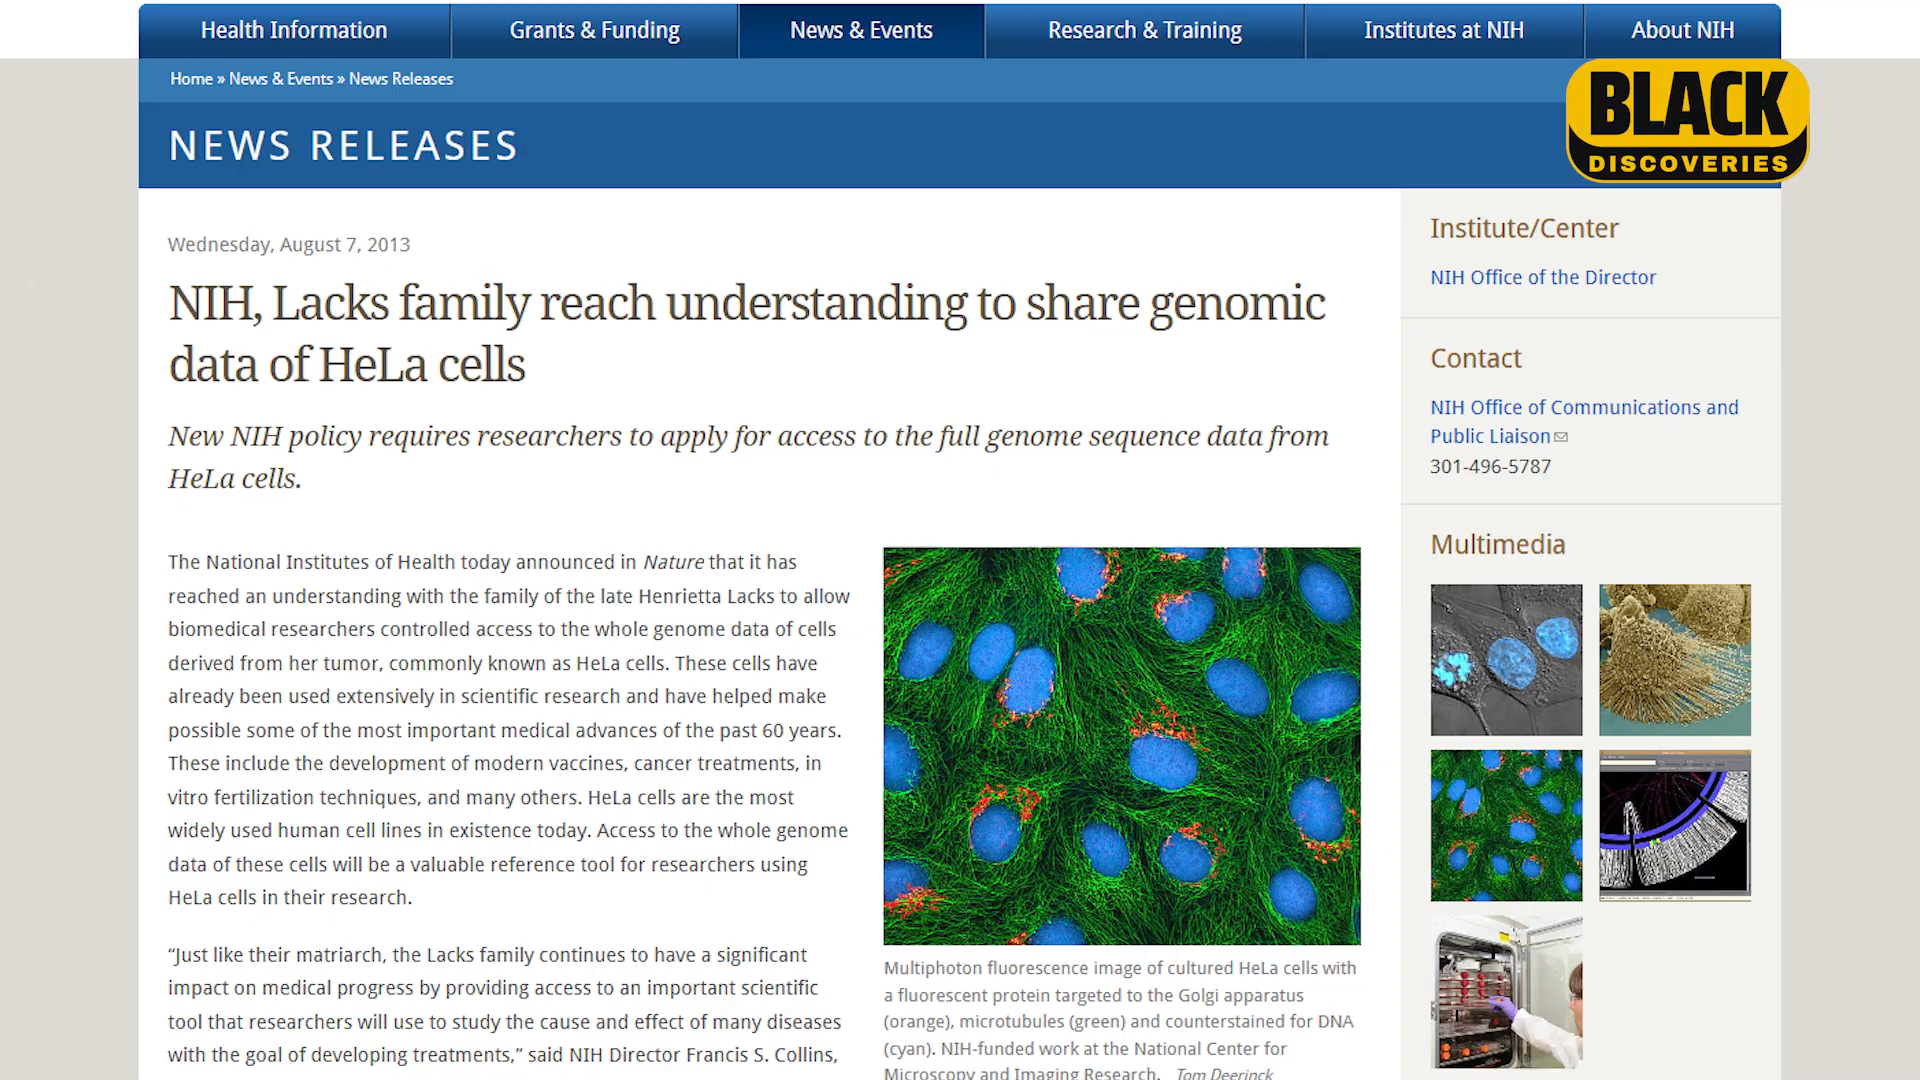 Health Information
Grants & Funding
News & Events
Research & Training
Institutes at NIH
About NIH
Home » News & Events » News Releases
BLACK
DISCOVERIES
NEWS RELEASES
Wednesday, August 7, 2013
NIH, Lacks family reach understanding to share genomic
data of HeLa cells
New NIH policy requires researchers to apply for access to the full genome sequence data from
HeLa cells.
The National Institutes of Health today announced in Nature that it has
reached an understanding with the family of the late Henrietta Lacks to allow
biomedical researchers controlled access to the whole genome data of cells
derived from her tumor, commonly known as HeLa cells. These cells have
already been used extensively in scientific research and have helped make
possible some of the most important medical advances of the past 60 years.
These include the development of modern vaccines, cancer treatments, in
vitro fertilization techniques, and many others. HeLa cells are the most
widely used human cell lines in existence today. Access to the whole genome
data of these cells will be a valuable reference tool for researchers using
HeLa cells in their research.
“Just like their matriarch, the Lacks family continues to have a significant
impact on medical progress by providing access to an important scientific
tool that researchers will use to study the cause and effect of many diseases
with the goal of developing treatments,” said NIH Director Francis S. Collins,
Multiphoton fluorescence image of cultured HeLa cells with
a fluorescent protein targeted to the Golgi apparatus
(orange), microtubules (green) and counterstained for DNA
(cyan). NIH-funded work at the National Center for
Microscopy and Imaging Research. Tom Deerinck
Institute/Center
NIH Office of the Director
Contact
NIH Office of Communications and
Public Liaison
301-496-5787
Multimedia